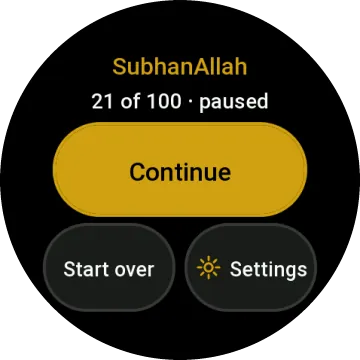 SubhanAllah
21 of 100 · paused
Continue
Start over
Settings